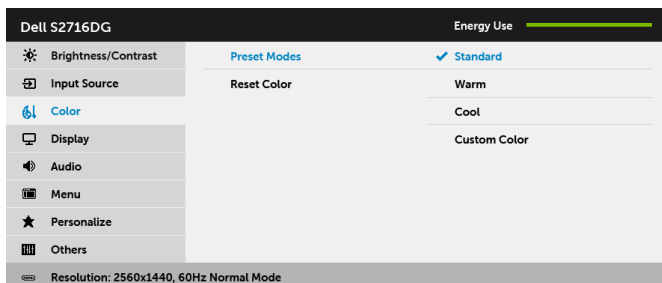 Dell S2716DG Energy Use
Brightness/Contrast Preset Modes Standard
Input Source Reset Color Warm
Color Cool
Display Custom Color
Audio
Menu
Personalize
Others
Resolution: 2560x1440, 60Hz Normal Mode